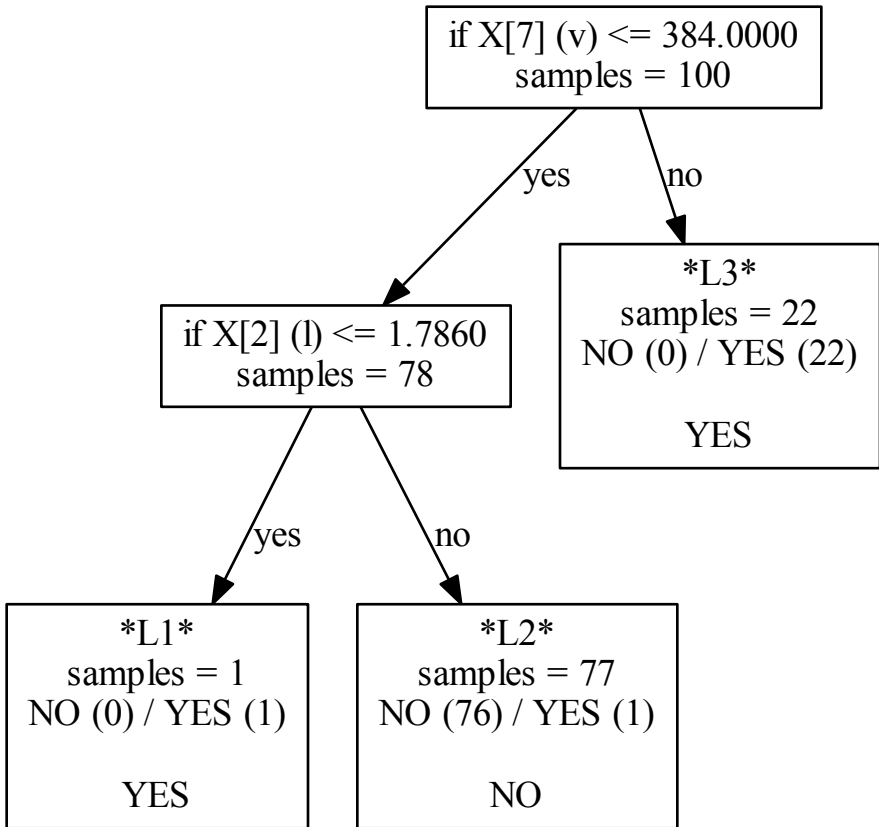 if X[7] (v) <= 384.0000
samples = 100
yes
no
*L3*
samples = 22
NO (0) / YES (22)
YES
if X[2] (l) <= 1.7860
samples = 78
yes
no
*L1*
samples = 1
NO (0) / YES (1)
YES
*L2*
samples = 77
NO (76) / YES (1)
NO